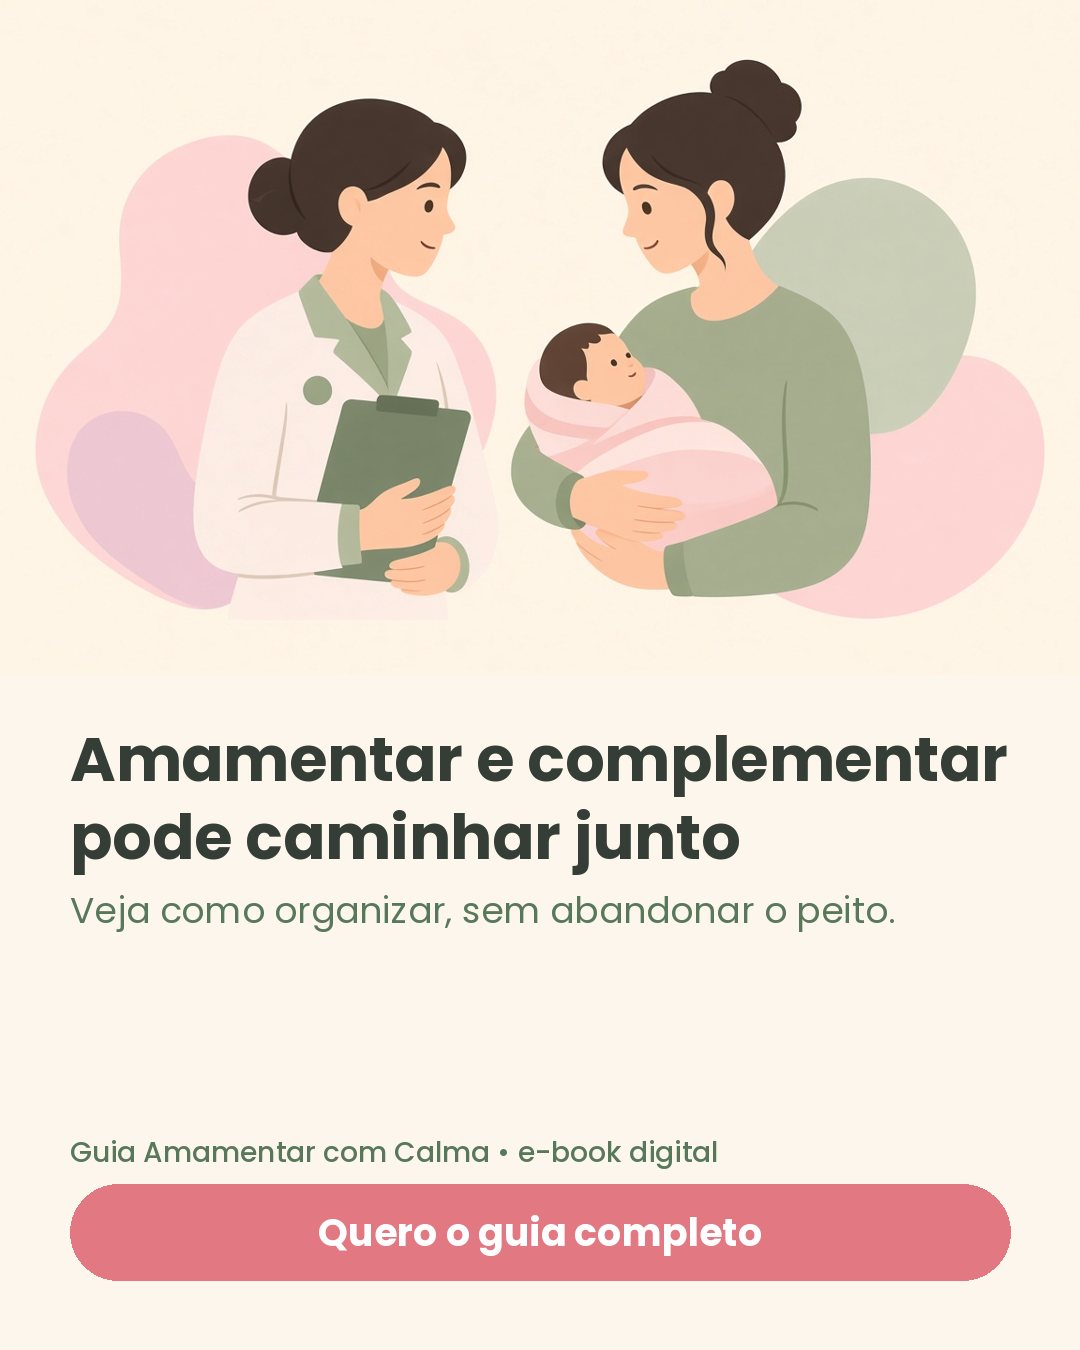 Amamentar e complementar
pode caminhar junto
Veja como organizar, sem abandonar o peito.
Guia Amamentar com Calma • e-book digital
Quero o guia completo